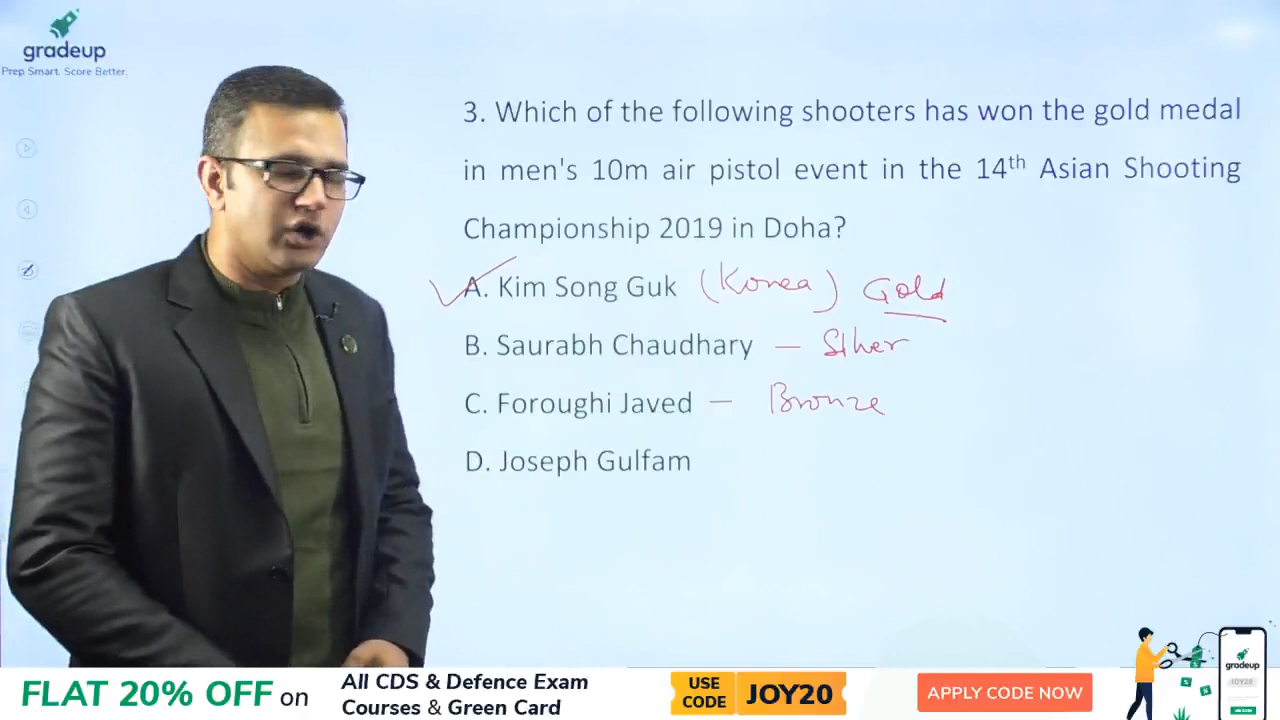 gradeup
Prep Smart. Score Better.
3. Which of the following shooters has won the gold medal
in men's 10m air pistol event in the 14th Asian Shooting
Championship 2019 in Doha?
A. Kim Song Guk (Korea) Gold
B. Saurabh Chaudhary — Silver
C. Foroughi Javed — Bronze
D. Joseph Gulfam
FLAT 20% OFF on
All CDS & Defence Exam
Courses & Green Card
USE
CODE
JOY20
APPLY CODE NOW
gradeup
JOY20